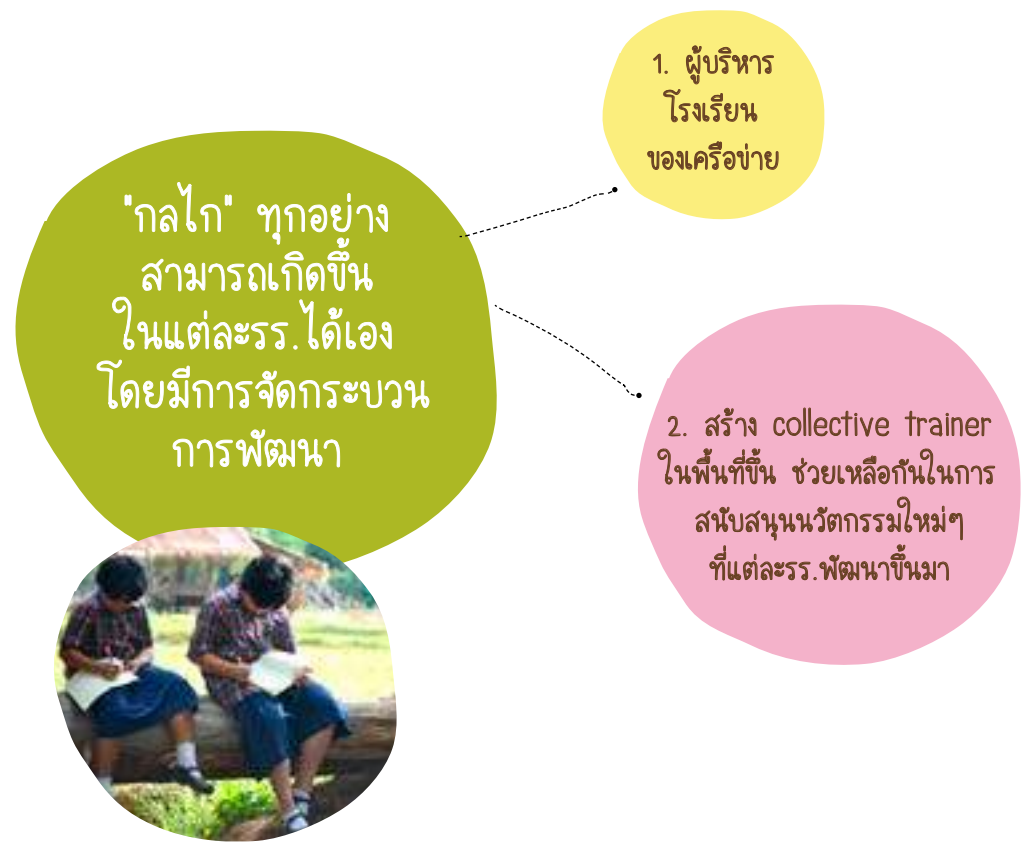 "กลไก" ทุกอย่าง
สามารถเกิดขึ้น
ในแต่ละรร.ได้เอง
โดยมีการจัดกระบวน
การพัฒนา
1. ผู้บริหาร
โรงเรียน
ของเครือข่าย
2. สร้าง collective trainer
ในพื้นที่ขึ้น ช่วยเหลือกันในการ
สนับสนุนนวัตกรรมใหม่ๆ
ที่แต่ละรร.พัฒนาขึ้นมา